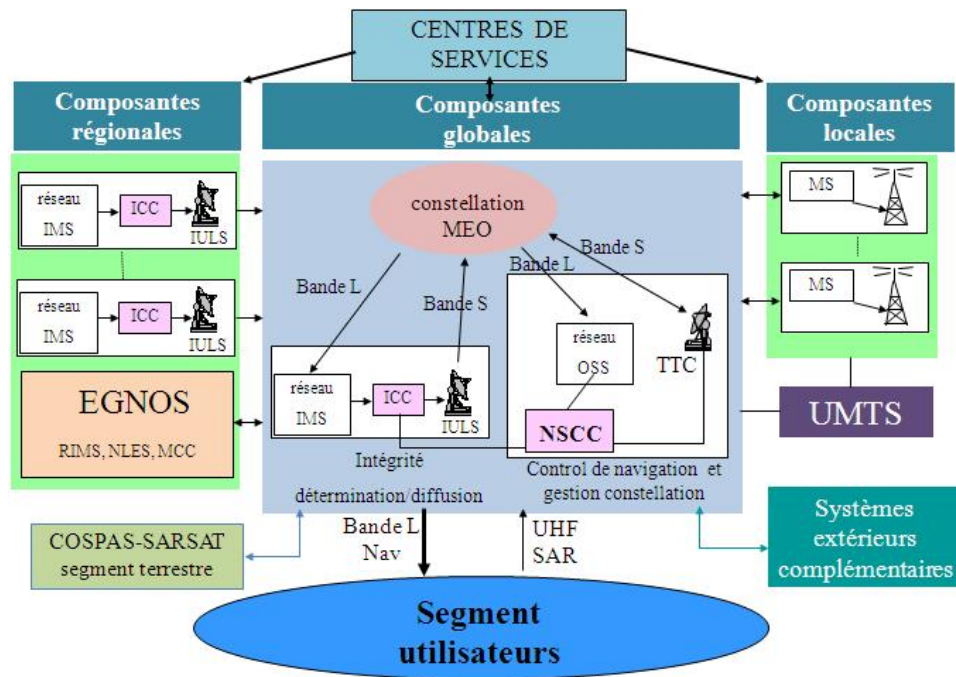 CENTRES DE
SERVICES
Composantes
régionales
Composantes
globales
Composantes
locales
réseau
IMS
ICC
IULS
réseau
IMS
ICC
IULS
EGNOS
RIMS, NLES, MCC
constellation
MEO
Bande L
Bande S
Bande L
Bande S
réseau
IMS
ICC
IULS
réseau
OSS
TTC
NSCC
Intégrité
détermination/diffusion
Control de navigation et
gestion constellation
MS
MS
UMTS
COSPAS-SARSAT
segment terrestre
Bande L
Nav
UHF
SAR
Systèmes
extérieurs
complémentaires
Segment
utilisateurs